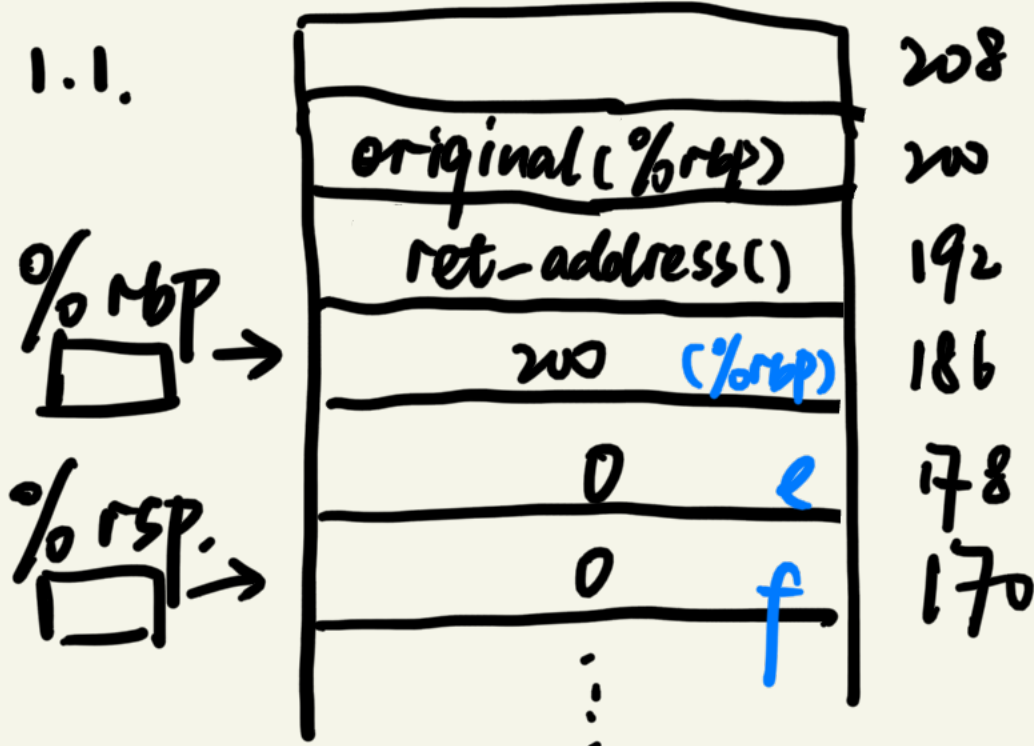 1.1.
208
original(%rbp) 200
ret_address() 192
%rbp → 200 (%rbp) 186
0 e 178
%rsp. → 0 f 170
⋮